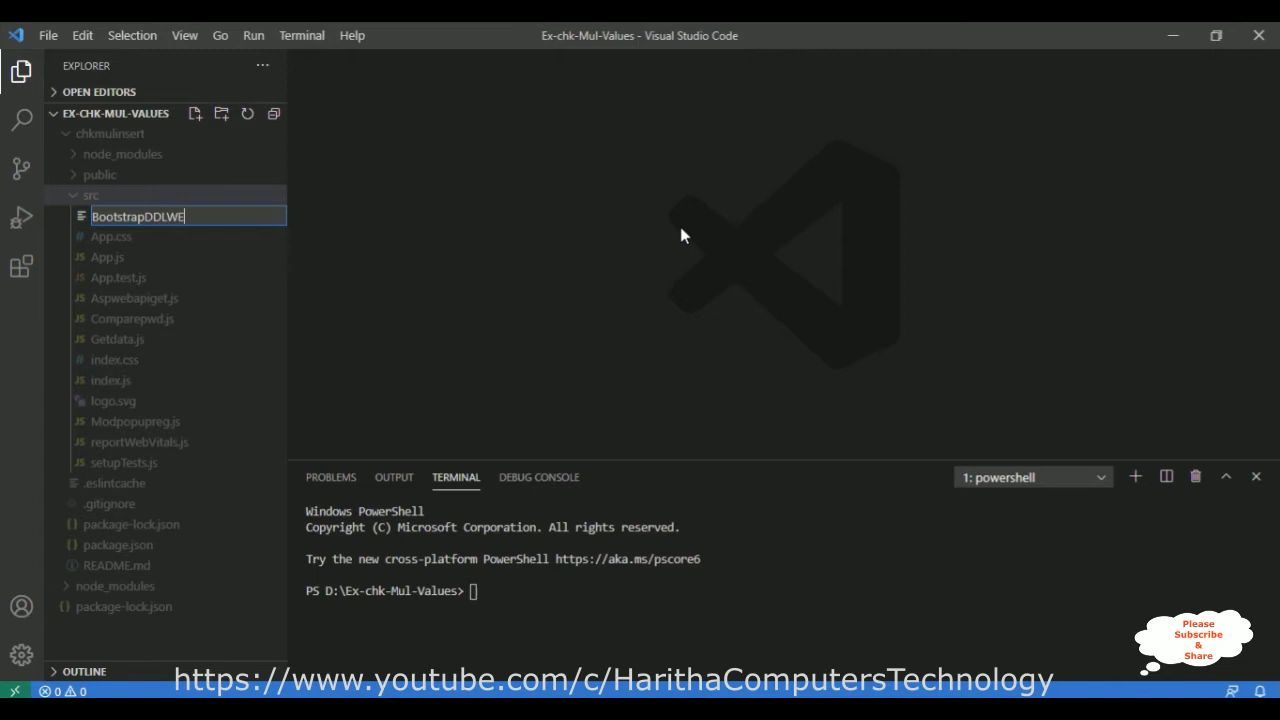 File Edit Selection View Go Run Terminal Help
Ex-chk-Mul-Values - Visual Studio Code
EXPLORER
OPEN EDITORS
EX-CHK-MUL-VALUES
chkmulinsert
node_modules
public
src
BootstrapDDLWE
App.css
App.js
App.test.js
Aspwebapiget.js
Comparepwd.js
Getdata.js
index.css
index.js
logo.svg
Modpopupreg.js
reportWebVitals.js
setupTests.js
.eslintcache
.gitignore
package-lock.json
package.json
README.md
node_modules
package-lock.json
OUTLINE
0 0
PROBLEMS OUTPUT TERMINAL DEBUG CONSOLE
1: powershell
Windows PowerShell
Copyright (C) Microsoft Corporation. All rights reserved.
Try the new cross-platform PowerShell https://aka.ms/pscore6
PS D:\Ex-chk-Mul-Values>
Please
Subscribe
&
Share
https://www.youtube.com/c/HarithaComputersTechnology